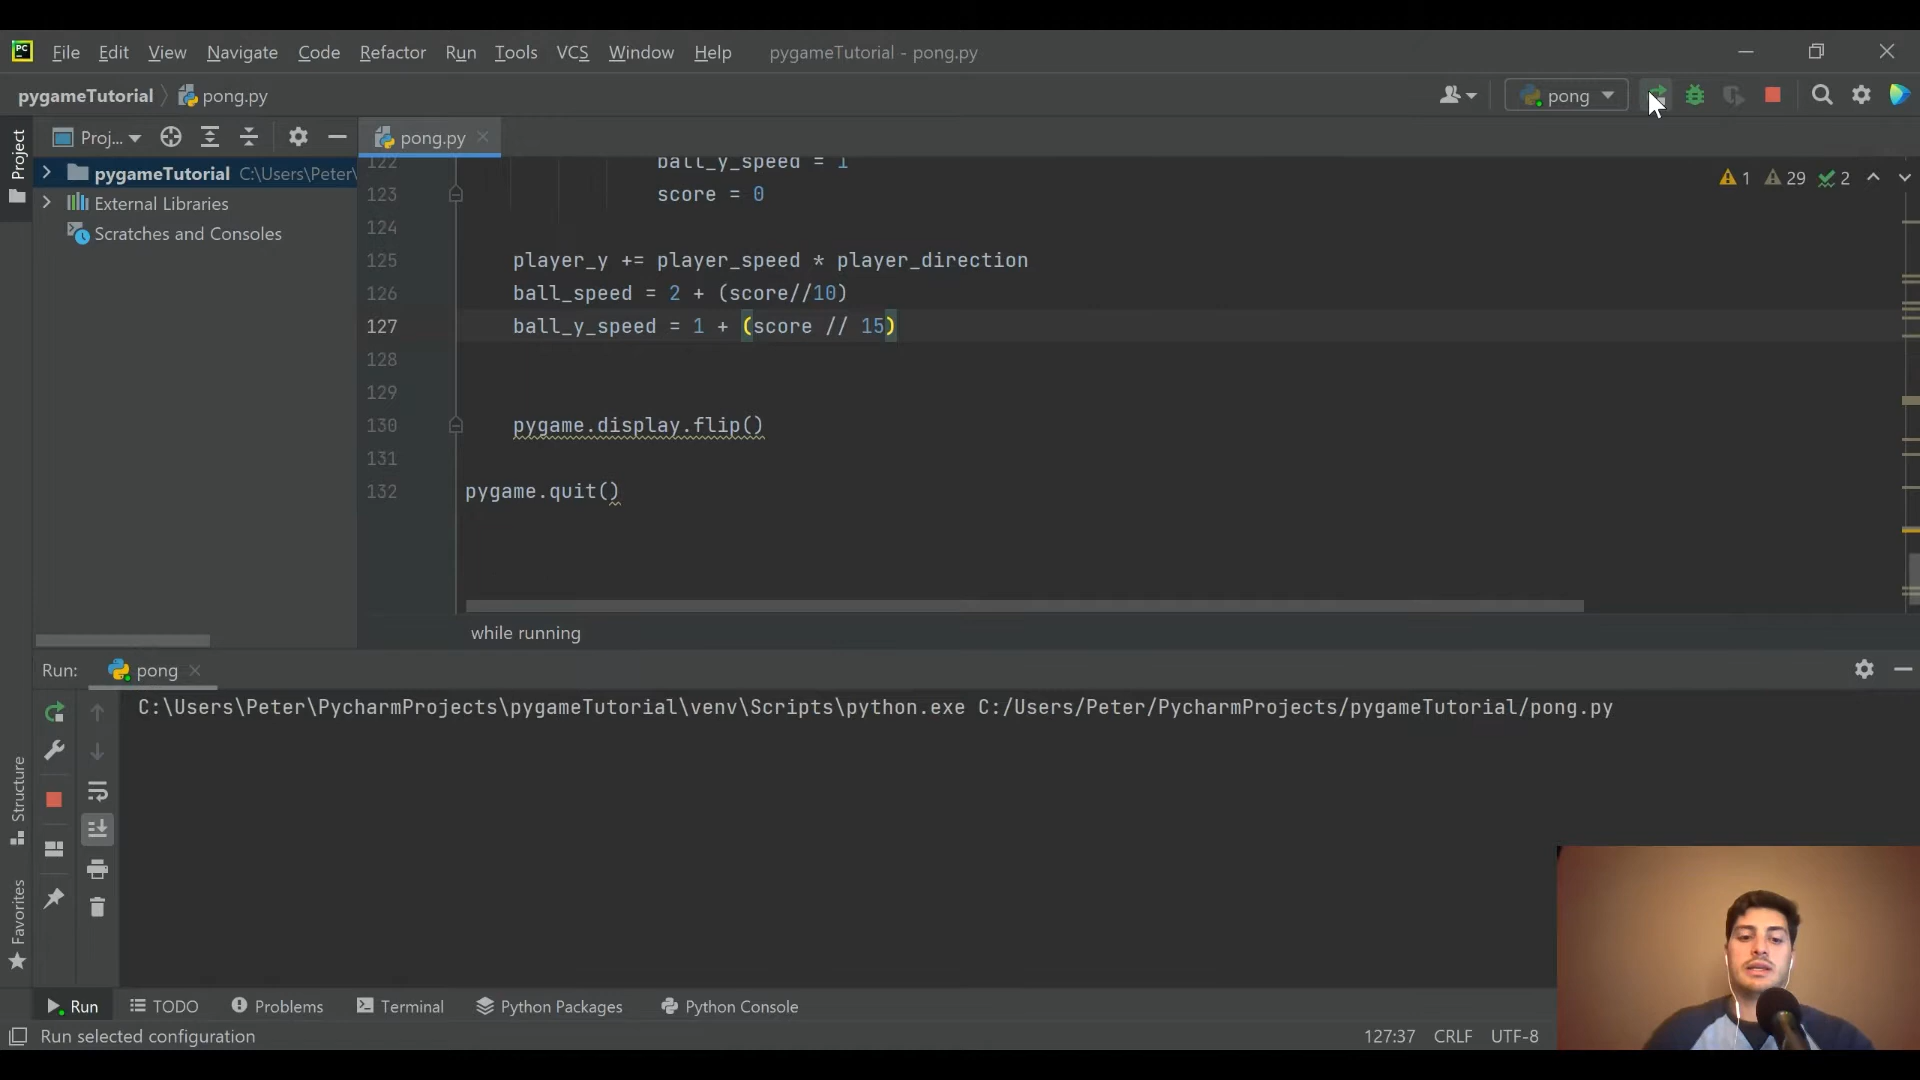 PC File Edit View Navigate Code Refactor Run Tools VCS Window Help pygameTutorial - pong.py
pygameTutorial pong.py pong
Project Proj... pong.py
pygameTutorial C:\Users\Peter\
External Libraries
Scratches and Consoles
1 29 2
122 ball_y_speed = 1
123 score = 0
124
125 player_y += player_speed * player_direction
126 ball_speed = 2 + (score//10)
127 ball_y_speed = 1 + (score // 15)
128
129
130 pygame.display.flip()
131
132 pygame.quit()
while running
Run: pong
C:\Users\Peter\PycharmProjects\pygameTutorial\venv\Scripts\python.exe C:/Users/Peter/PycharmProjects/pygameTutorial/pong.py
Structure
Favorites
Run TODO Problems Terminal Python Packages Python Console
Run selected configuration 127:37 CRLF UTF-8